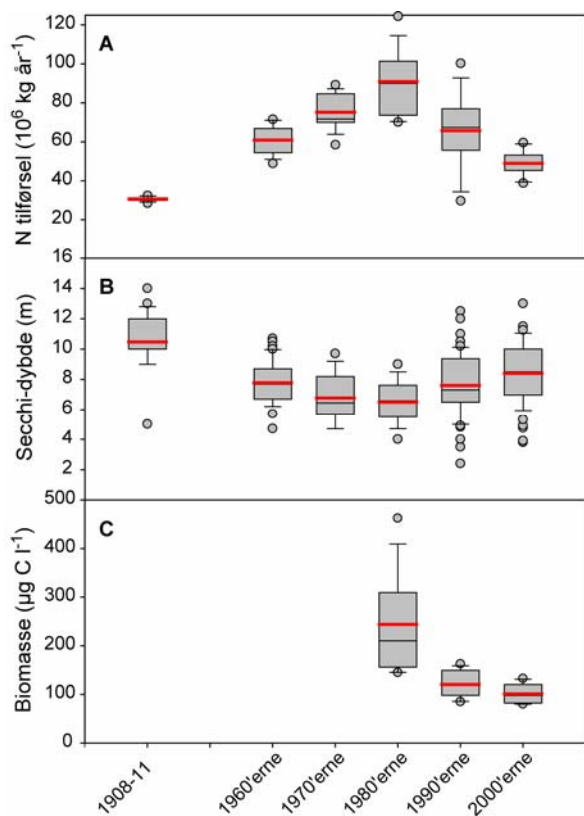 A
N tilførsel (10⁶ kg år⁻¹)
120
100
80
60
40
20
16
B
Secchi-dybde (m)
14
12
10
8
6
4
2
500
C
Biomasse (µg C l⁻¹)
400
300
200
100
0
1908-11
1960'erne
1970'erne
1980'erne
1990'erne
2000'erne